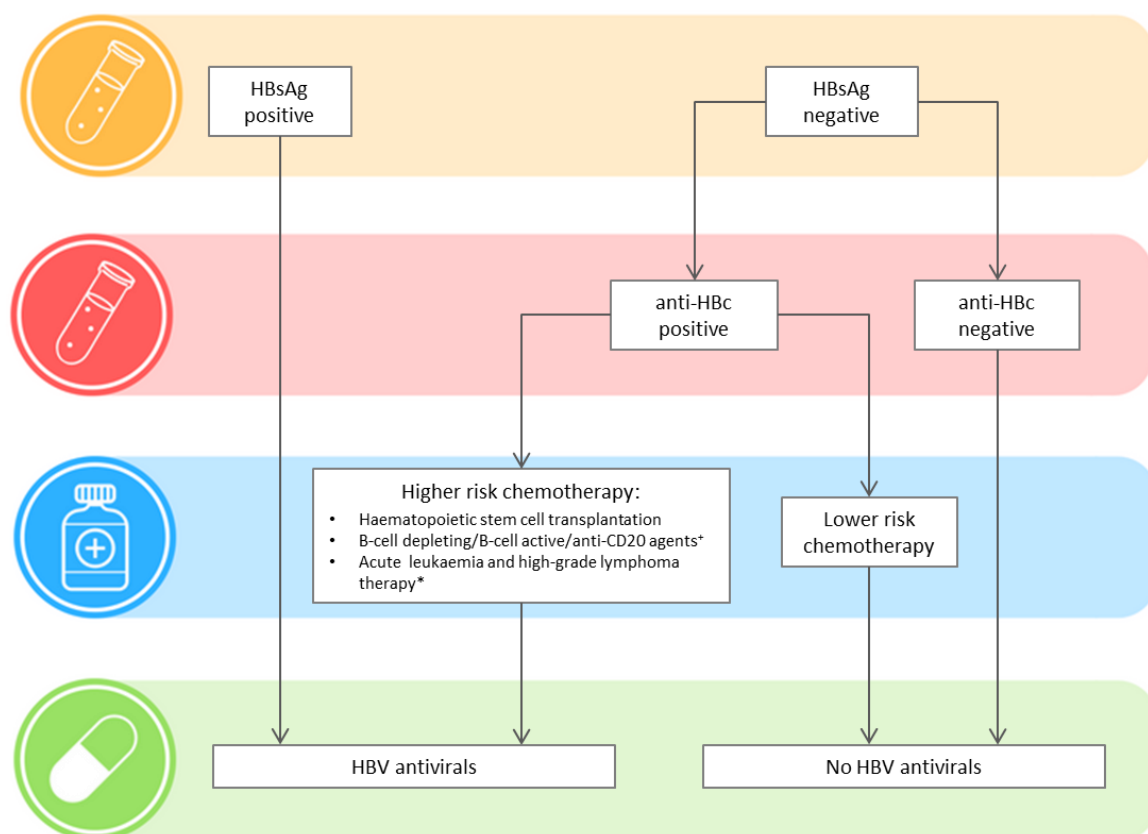 HBsAg
positive
HBsAg
negative
anti-HBc
positive
anti-HBc
negative
Higher risk chemotherapy:
• Haematopoietic stem cell transplantation
• B-cell depleting/B-cell active/anti-CD20 agents⁺
• Acute leukaemia and high-grade lymphoma
therapy*
Lower risk
chemotherapy
HBV antivirals
No HBV antivirals